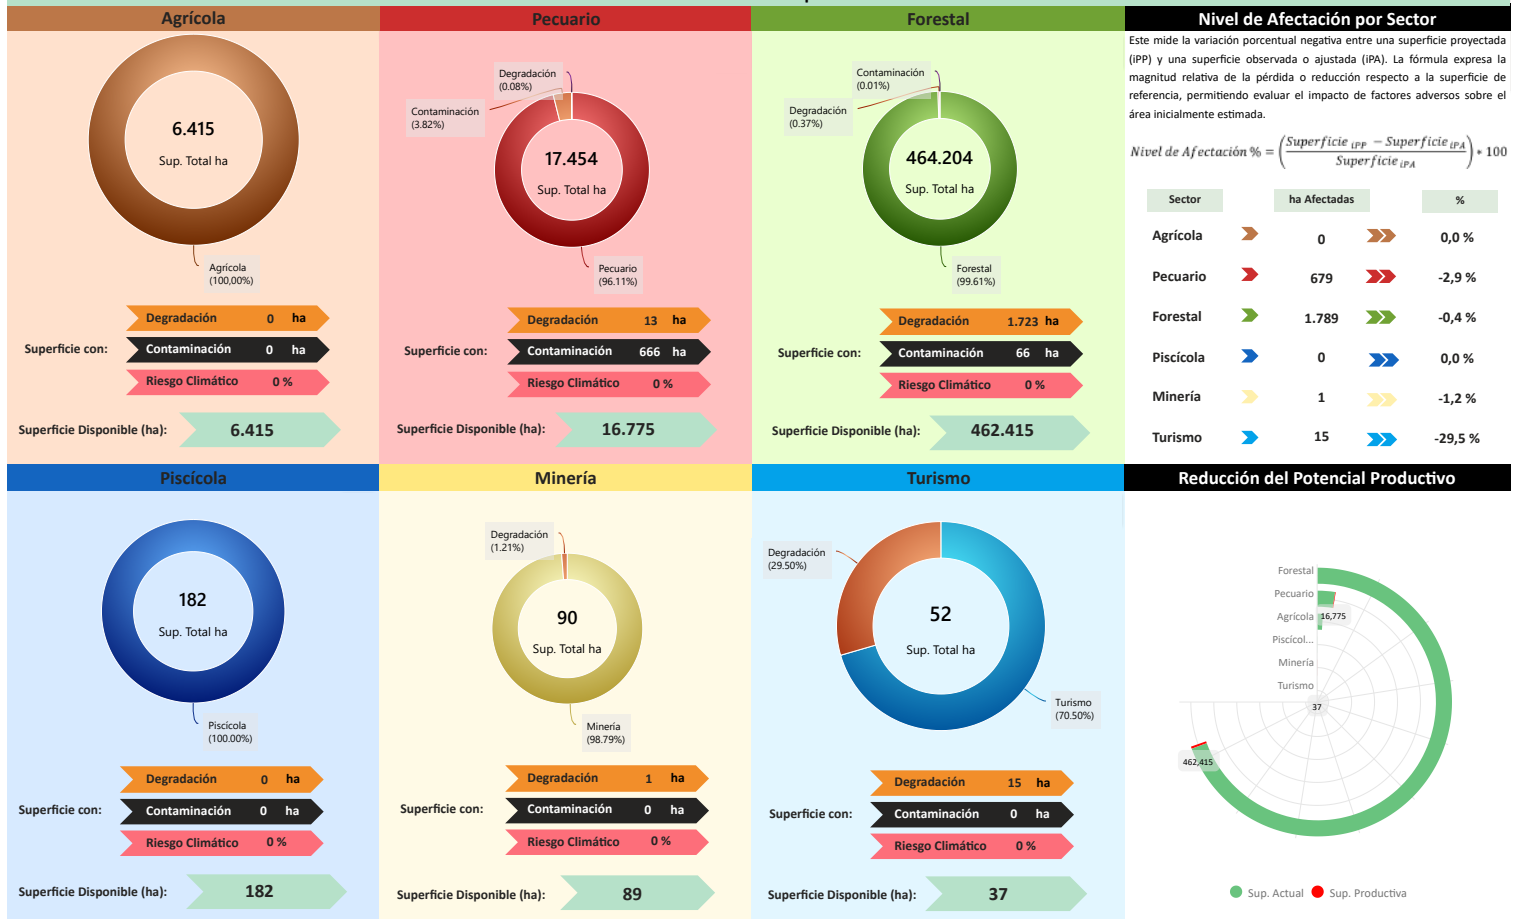 Agrícola
6.415
Sup. Total ha
Agrícola
(100,00%)
Superficie con:
Degradación 0 ha
Contaminación 0 ha
Riesgo Climático 0 %
Superficie Disponible (ha): 6.415
Pecuario
Degradación
(0.08%)
Contaminación
(3.82%)
17.454
Sup. Total ha
Pecuario
(96.11%)
Superficie con:
Degradación 13 ha
Contaminación 666 ha
Riesgo Climático 0 %
Superficie Disponible (ha): 16.775
Forestal
Contaminación
(0.01%)
Degradación
(0.37%)
464.204
Sup. Total ha
Forestal
(99.61%)
Superficie con:
Degradación 1.723 ha
Contaminación 66 ha
Riesgo Climático 0 %
Superficie Disponible (ha): 462.415
Nivel de Afectación por Sector
Este mide la variación porcentual negativa entre una superficie proyectada
(iPP) y una superficie observada o ajustada (iPA). La fórmula expresa la
magnitud relativa de la pérdida o reducción respecto a la superficie de
referencia, permitiendo evaluar el impacto de factores adversos sobre el
área inicialmente estimada.
Nivel de Afectación % = (Superficie iPP − Superficie iPA / Superficie iPA) * 100
Sector ha Afectadas %
Agrícola 0 0,0 %
Pecuario 679 -2,9 %
Forestal 1.789 -0,4 %
Piscícola 0 0,0 %
Minería 1 -1,2 %
Turismo 15 -29,5 %
Piscícola
182
Sup. Total ha
Piscícola
(100.00%)
Superficie con:
Degradación 0 ha
Contaminación 0 ha
Riesgo Climático 0 %
Superficie Disponible (ha): 182
Minería
Degradación
(1.21%)
90
Sup. Total ha
Minería
(98.79%)
Superficie con:
Degradación 1 ha
Contaminación 0 ha
Riesgo Climático 0 %
Superficie Disponible (ha): 89
Turismo
Degradación
(29.50%)
52
Sup. Total ha
Turismo
(70.50%)
Superficie con:
Degradación 15 ha
Contaminación 0 ha
Riesgo Climático 0 %
Superficie Disponible (ha): 37
Reducción del Potencial Productivo
Forestal
Pecuario
Agrícola
16,775
Piscícol...
Minería
Turismo
37
462,415
Sup. Actual Sup. Productiva